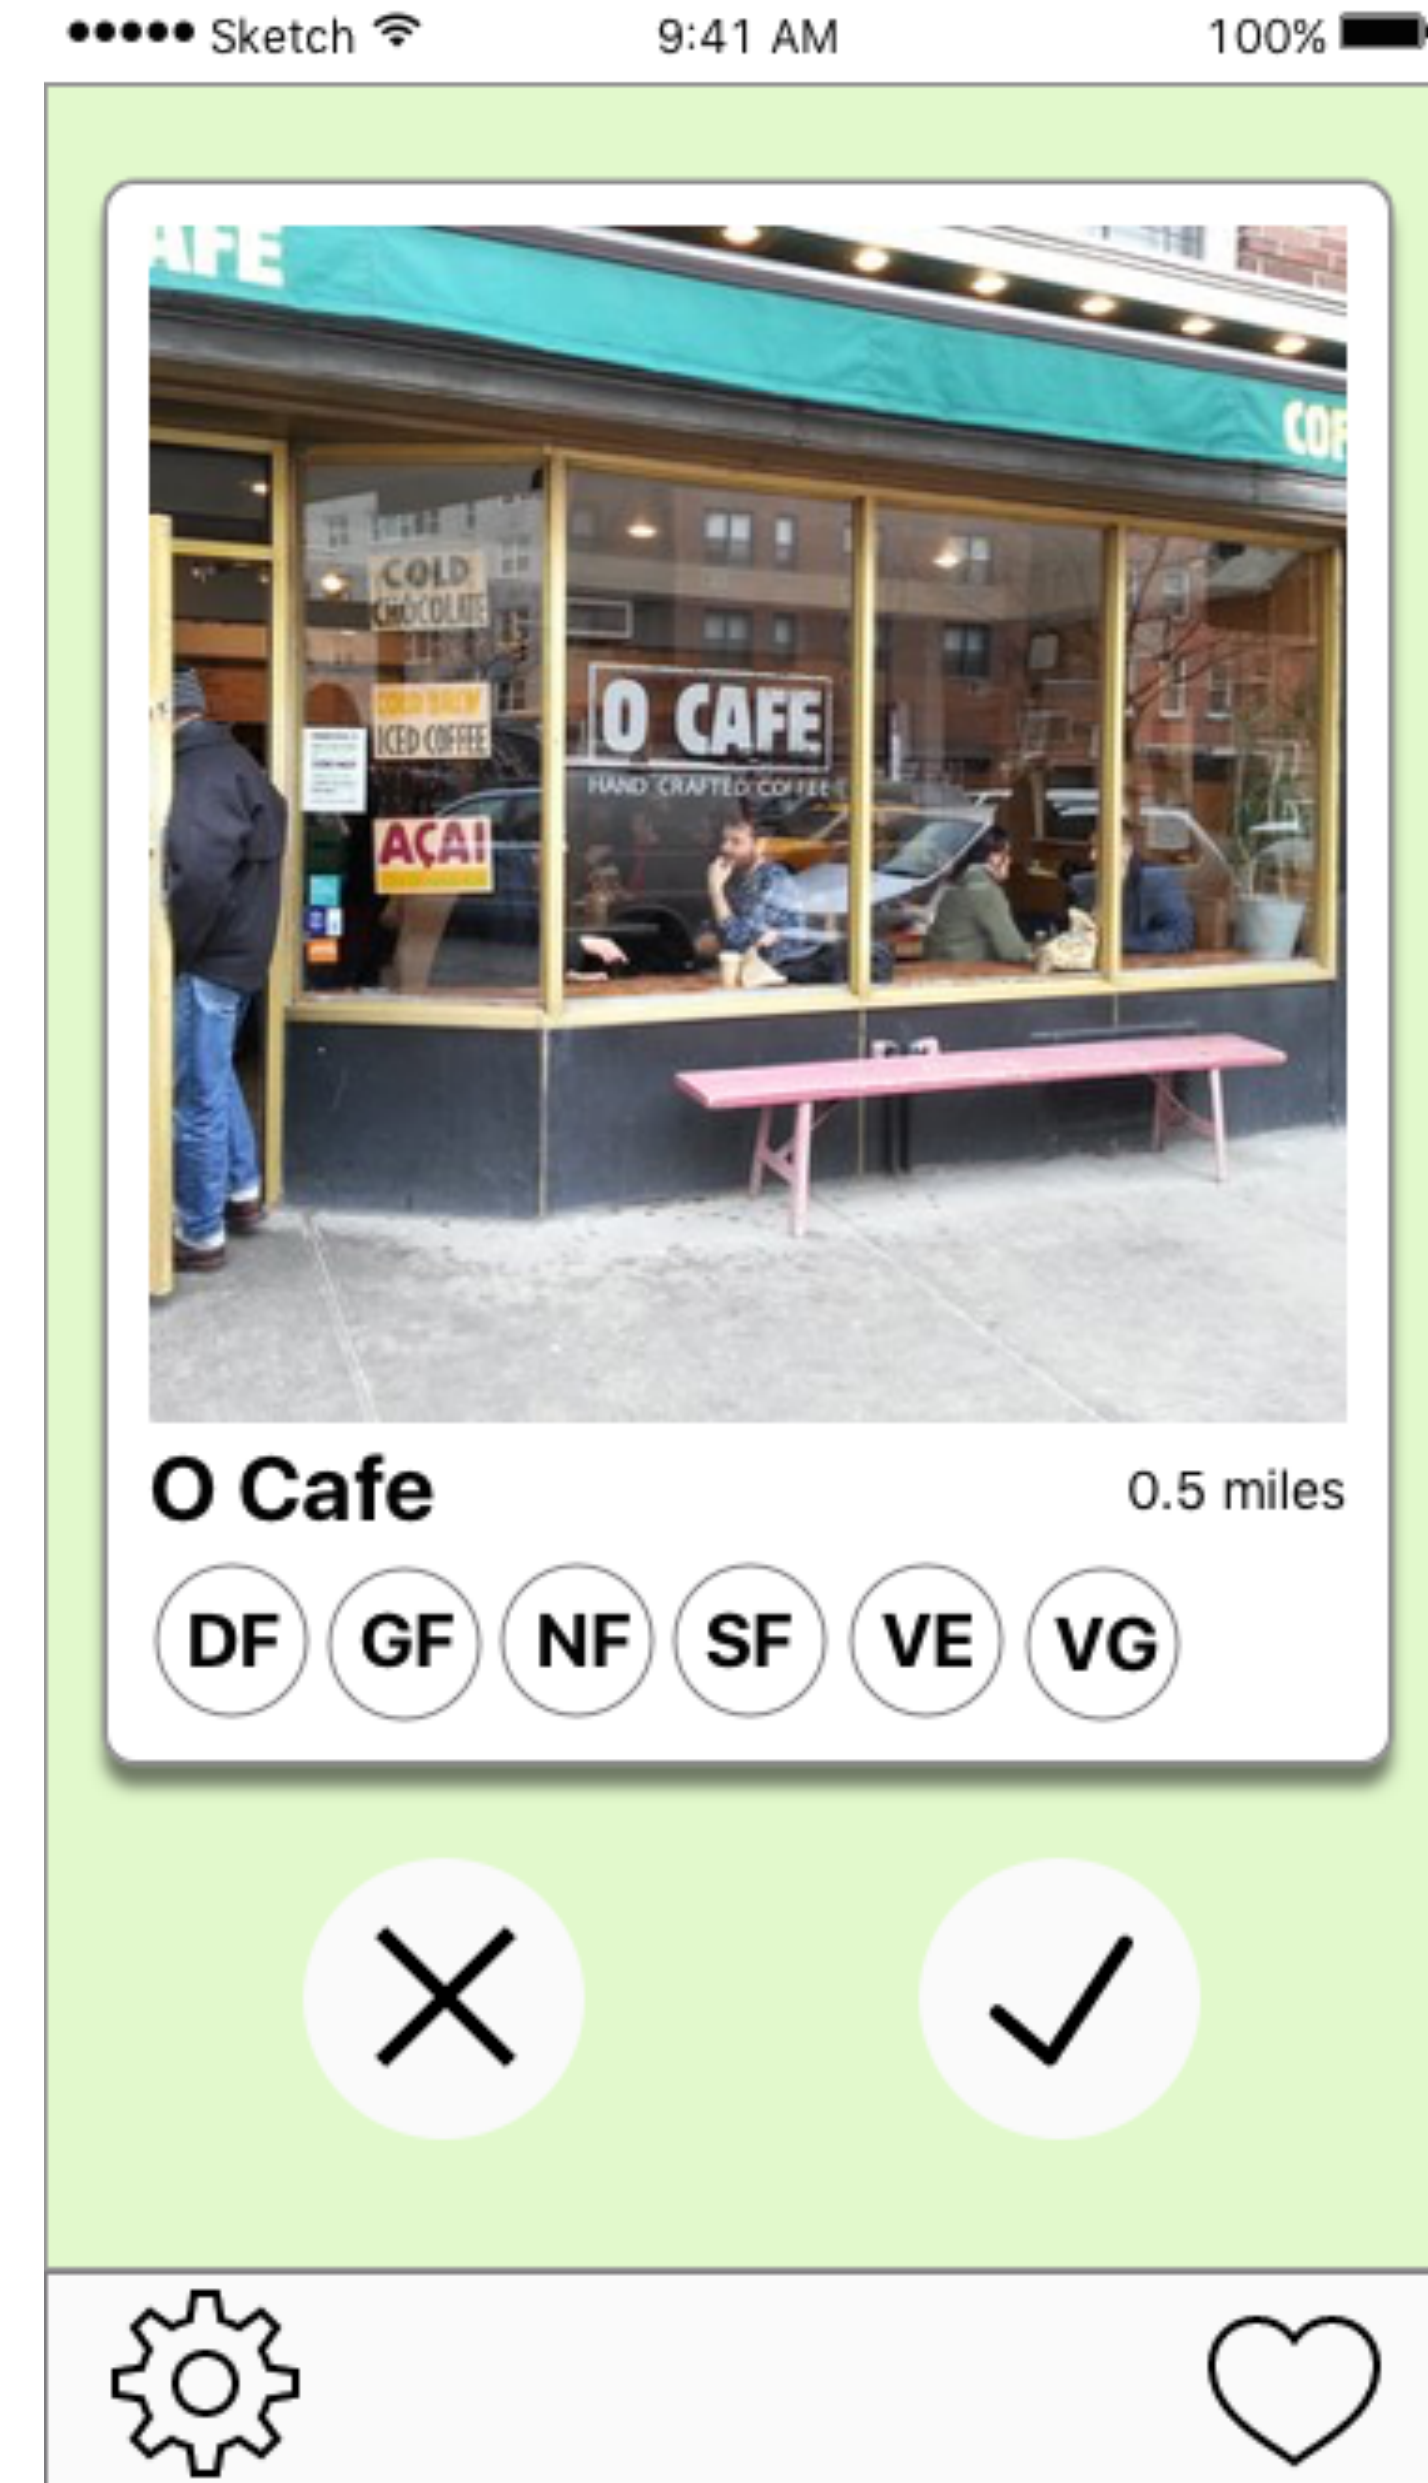 Sketch 9:41 AM 100%
AFE
COF
COLD
CHOCOLATE
COLD BREW
ICED COFFEE
AÇAI
O CAFE
HAND CRAFTED COFFEE
O Cafe 0.5 miles
DF GF NF SF VE VG